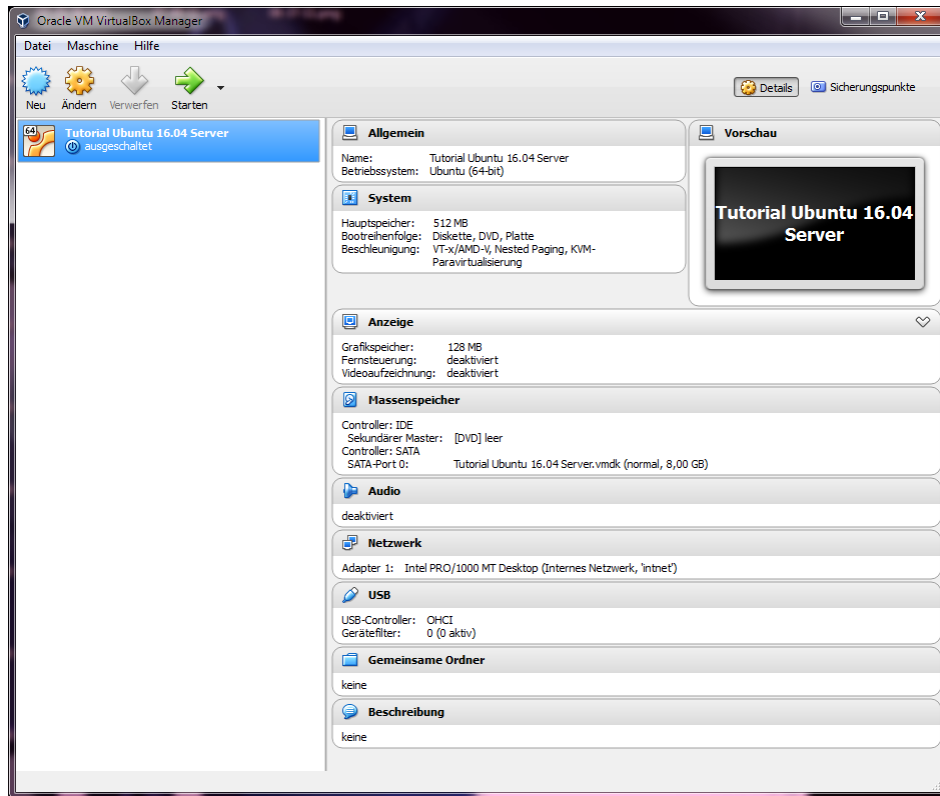 Oracle VM VirtualBox Manager
Datei Maschine Hilfe
Neu Ändern Verwerfen Starten
Details Sicherungspunkte
64 Tutorial Ubuntu 16.04 Server
ausgeschaltet
Allgemein
Name: Tutorial Ubuntu 16.04 Server
Betriebssystem: Ubuntu (64-bit)
System
Hauptspeicher: 512 MB
Bootreihenfolge: Diskette, DVD, Platte
Beschleunigung: VT-x/AMD-V, Nested Paging, KVM-
Paravirtualisierung
Vorschau
Tutorial Ubuntu 16.04
Server
Anzeige
Grafikspeicher: 128 MB
Fernsteuerung: deaktiviert
Videoaufzeichnung: deaktiviert
Massenspeicher
Controller: IDE
Sekundärer Master: [DVD] leer
Controller: SATA
SATA-Port 0: Tutorial Ubuntu 16.04 Server.vmdk (normal, 8,00 GB)
Audio
deaktiviert
Netzwerk
Adapter 1: Intel PRO/1000 MT Desktop (Internes Netzwerk, 'intnet')
USB
USB-Controller: OHCI
Gerätefilter: 0 (0 aktiv)
Gemeinsame Ordner
keine
Beschreibung
keine